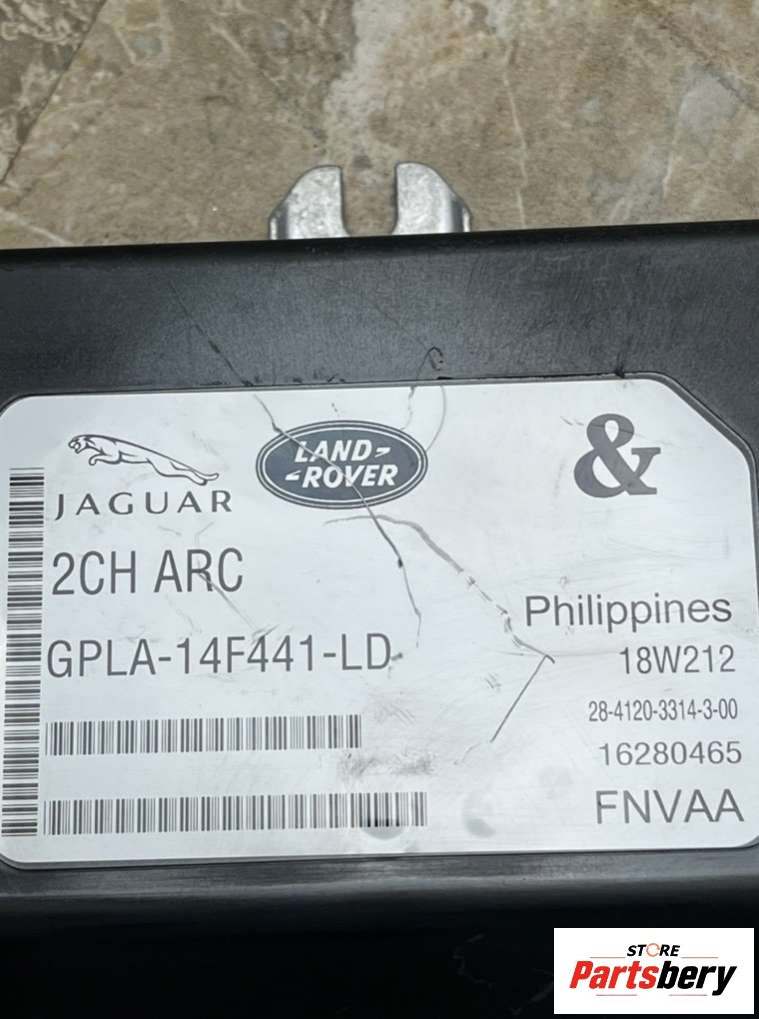 JAGUAR
LAND-
-ROVER
&
2CH ARC
GPLA-14F441-LD
Philippines
18W212
28-4120-3314-3-00
16280465
FNVAA
STORE
Partsbery